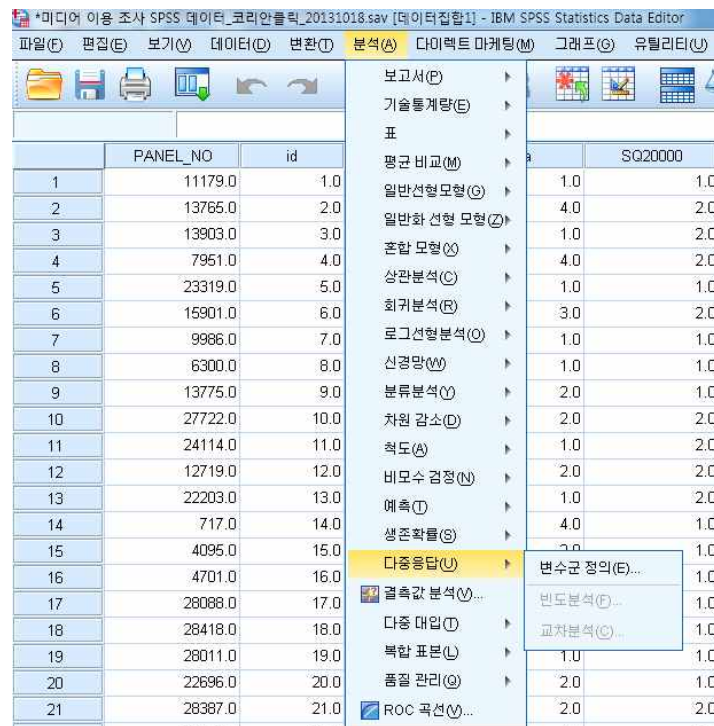 *미디어 이용 조사 SPSS 데이터_코리안클릭_20131018.sav [데이터집합1] - IBM SPSS Statistics Data Editor
파일(F) 편집(E) 보기(V) 데이터(D) 변환(T) 분석(A) 다이렉트 마케팅(M) 그래프(G) 유틸리티(U)
보고서(P)
기술통계량(E)
표
평균 비교(M)
일반선형모형(G)
일반화 선형 모형(Z)
혼합 모형(X)
상관분석(C)
회귀분석(R)
로그선형분석(O)
신경망(W)
분류분석(Y)
차원 감소(D)
척도(A)
비모수 검정(N)
예측(T)
생존확률(S)
다중응답(U)
결측값 분석(V)...
다중 대입(T)
복합 표본(L)
품질 관리(Q)
ROC 곡선(V)...
변수군 정의(E)...
빈도분석(F)...
교차분석(C)...
PANEL_NO id a SQ20000
1 11179.0 1.0 1.0 1.0
2 13765.0 2.0 4.0 2.0
3 13903.0 3.0 1.0 2.0
4 7951.0 4.0 4.0 2.0
5 23319.0 5.0 1.0 1.0
6 15901.0 6.0 3.0 2.0
7 9986.0 7.0 1.0 1.0
8 6300.0 8.0 1.0 1.0
9 13775.0 9.0 2.0 1.0
10 27722.0 10.0 2.0 2.0
11 24114.0 11.0 1.0 2.0
12 12719.0 12.0 2.0 2.0
13 22203.0 13.0 1.0 2.0
14 717.0 14.0 4.0 1.0
15 4095.0 15.0
16 4701.0 16.0
17 28088.0 17.0
18 28418.0 18.0
19 28011.0 19.0 1.0 1.0
20 22696.0 20.0 2.0 1.0
21 28387.0 21.0 2.0 2.0